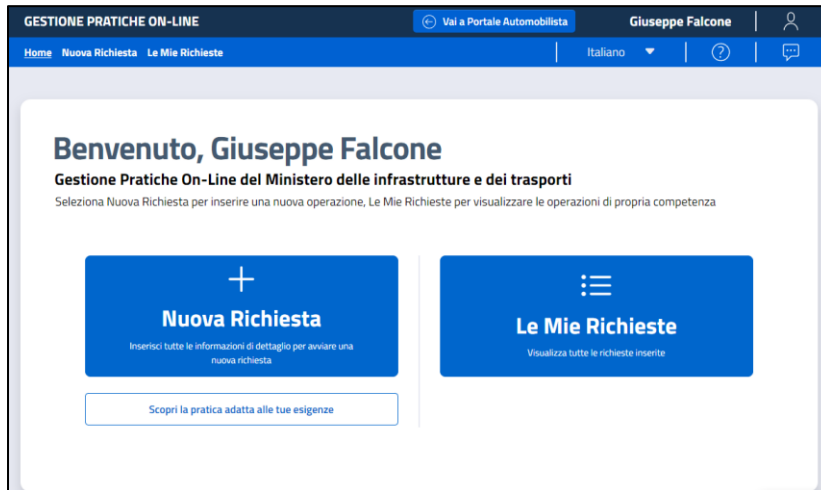 GESTIONE PRATICHE ON-LINE
Vai a Portale Automobilista
Giuseppe Falcone
Home Nuova Richiesta Le Mie Richieste
Italiano
Benvenuto, Giuseppe Falcone
Gestione Pratiche On-Line del Ministero delle infrastrutture e dei trasporti
Seleziona Nuova Richiesta per inserire una nuova operazione, Le Mie Richieste per visualizzare le operazioni di propria competenza
Nuova Richiesta
Inserisci tutte le informazioni di dettaglio per avviare una
nuova richiesta
Scopri la pratica adatta alle tue esigenze
Le Mie Richieste
Visualizza tutte le richieste inserite